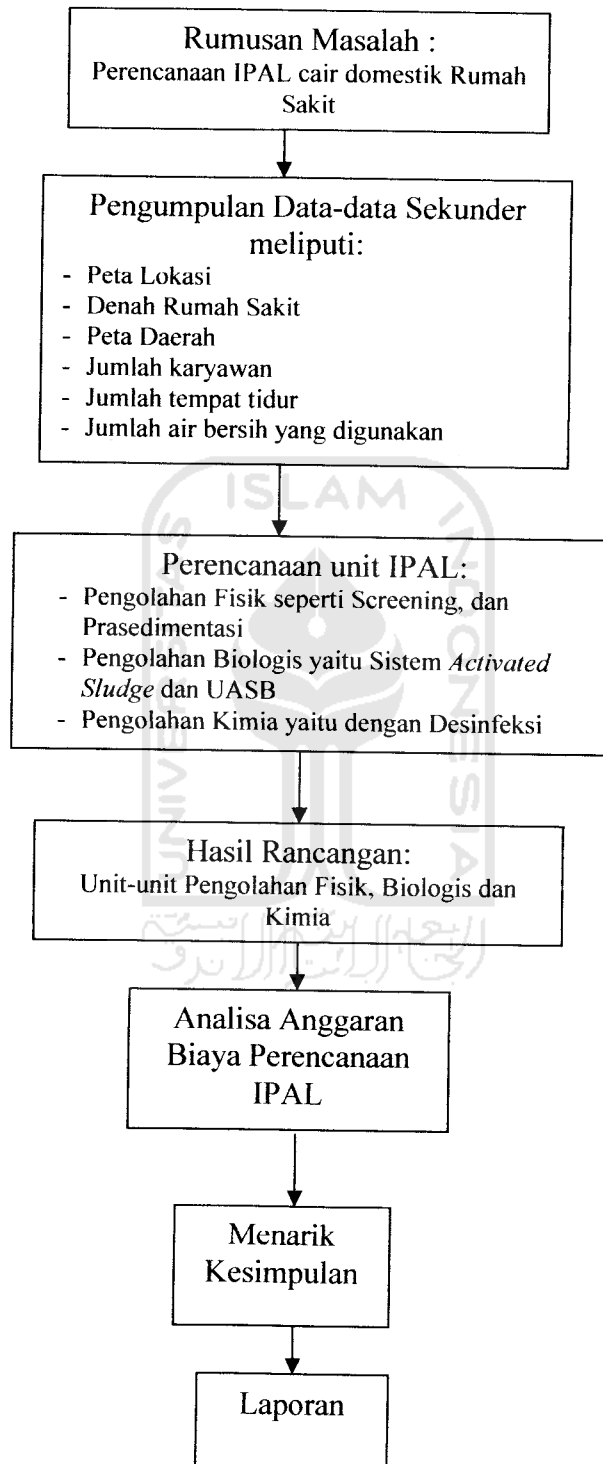 Rumusan Masalah :
Perencanaan IPAL cair domestik Rumah
Sakit
Pengumpulan Data-data Sekunder
meliputi:
- Peta Lokasi
- Denah Rumah Sakit
- Peta Daerah
- Jumlah karyawan
- Jumlah tempat tidur
- Jumlah air bersih yang digunakan
Perencanaan unit IPAL:
- Pengolahan Fisik seperti Screening, dan
Prasedimentasi
- Pengolahan Biologis yaitu Sistem Activated
Sludge dan UASB
- Pengolahan Kimia yaitu dengan Desinfeksi
Hasil Rancangan:
Unit-unit Pengolahan Fisik, Biologis dan
Kimia
Analisa Anggaran
Biaya Perencanaan
IPAL
Menarik
Kesimpulan
Laporan
UNIVERSITAS
ISLAM
INDONESIA